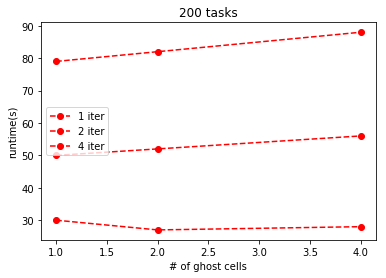 200 tasks
90
80
70
60
50
40
30
runtime(s)
1 iter
2 iter
4 iter
1.0 1.5 2.0 2.5 3.0 3.5 4.0
# of ghost cells